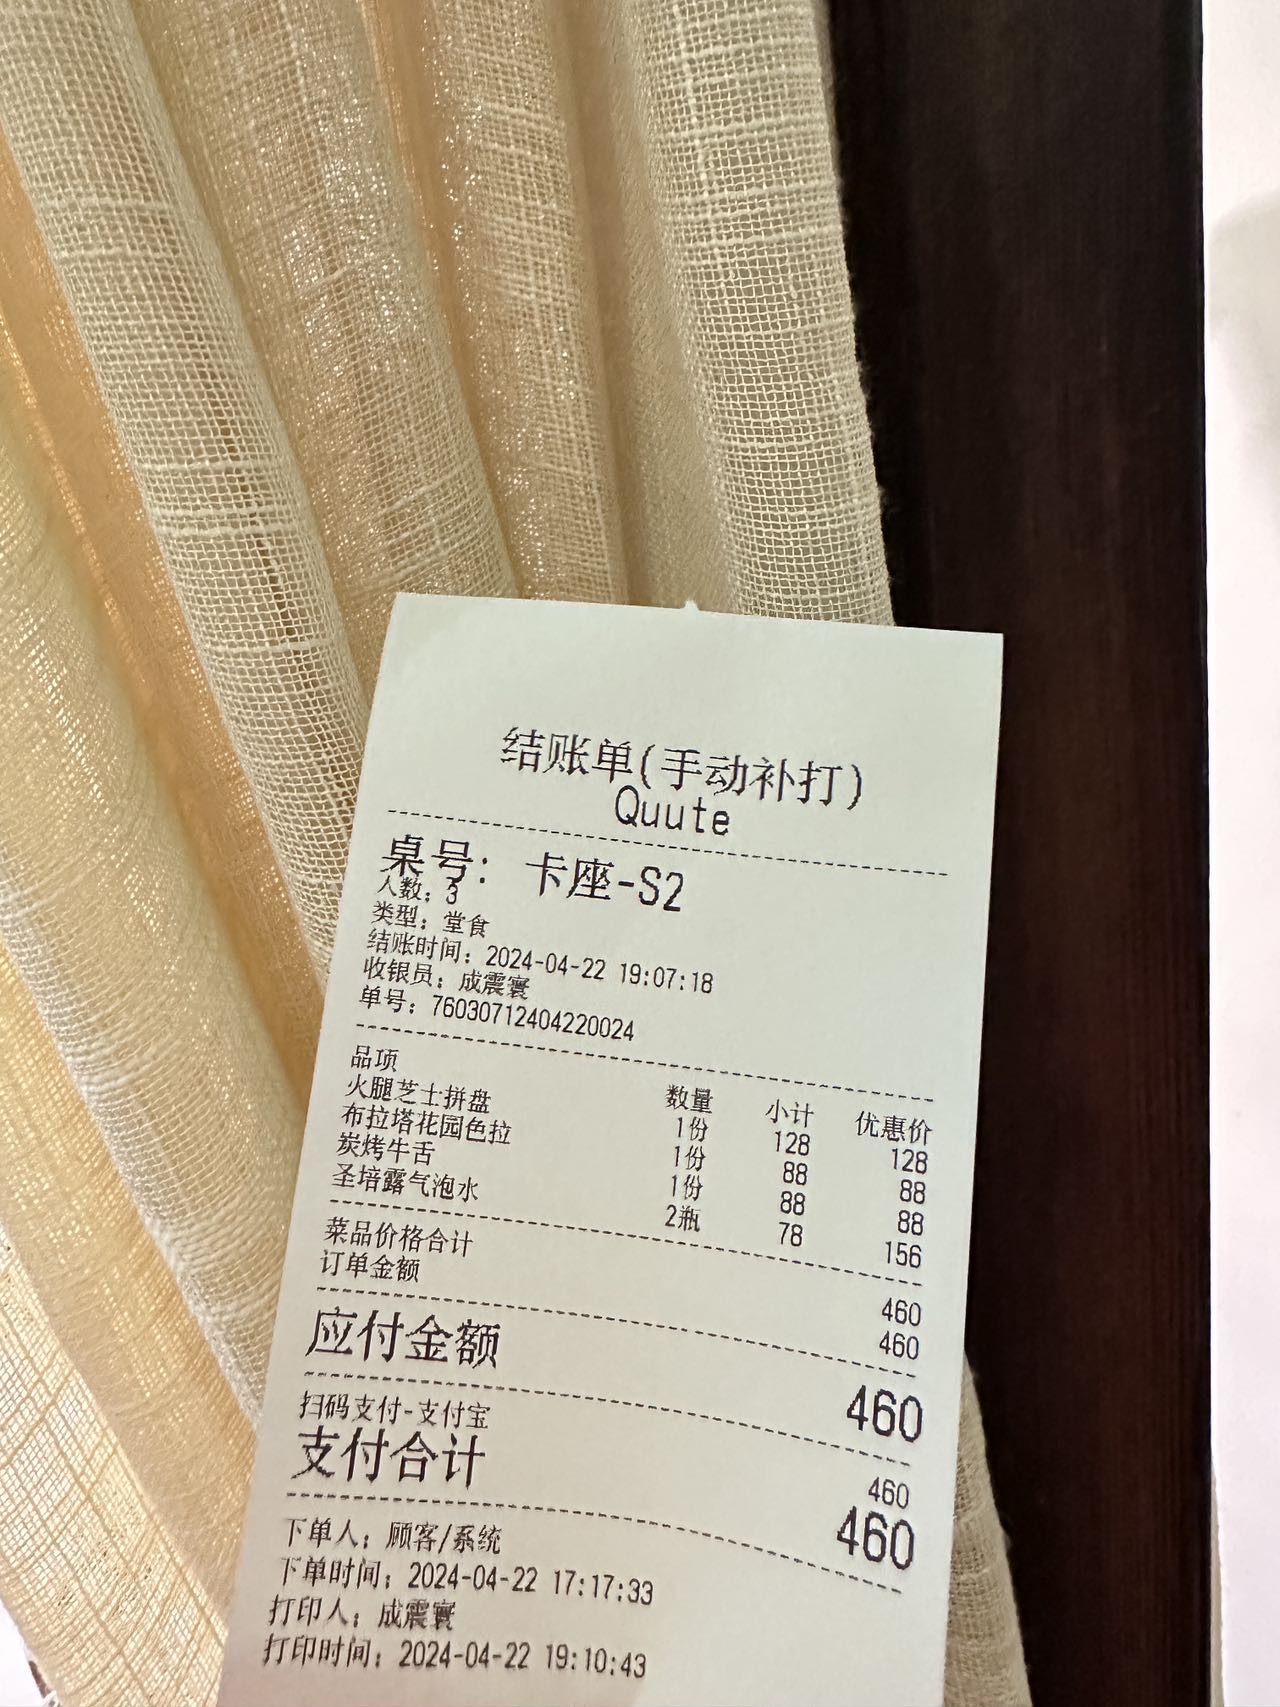 结账单(手动补打)
Quute
桌号: 卡座-S2
人数: 3
类型: 堂食
结账时间: 2024-04-22 19:07:18
收银员: 成震寰
单号: 76030712404220024
品项 数量 小计 优惠价
火腿芝士拼盘 1份 128 128
布拉塔花园色拉 1份 88 88
炭烤牛舌 1份 88 88
圣培露气泡水 2瓶 78 156
菜品价格合计 460
订单金额 460
应付金额 460
扫码支付-支付宝 460
支付合计 460
下单人: 顾客/系统
下单时间: 2024-04-22 17:17:33
打印人: 成震寰
打印时间: 2024-04-22 19:10:43